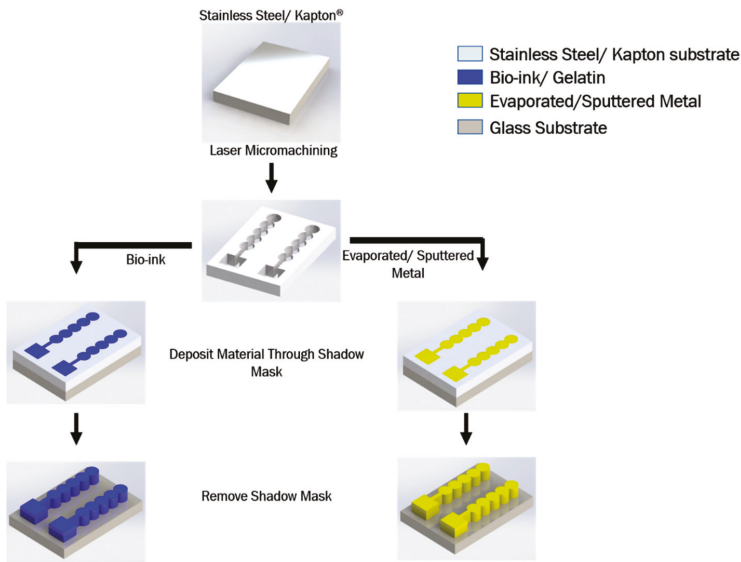 Stainless Steel/ Kapton®
Stainless Steel/ Kapton substrate
Bio-ink/ Gelatin
Evaporated/Sputtered Metal
Glass Substrate
Laser Micromachining
Bio-ink
Evaporated/ Sputtered
Metal
Deposit Material Through Shadow
Mask
Remove Shadow Mask